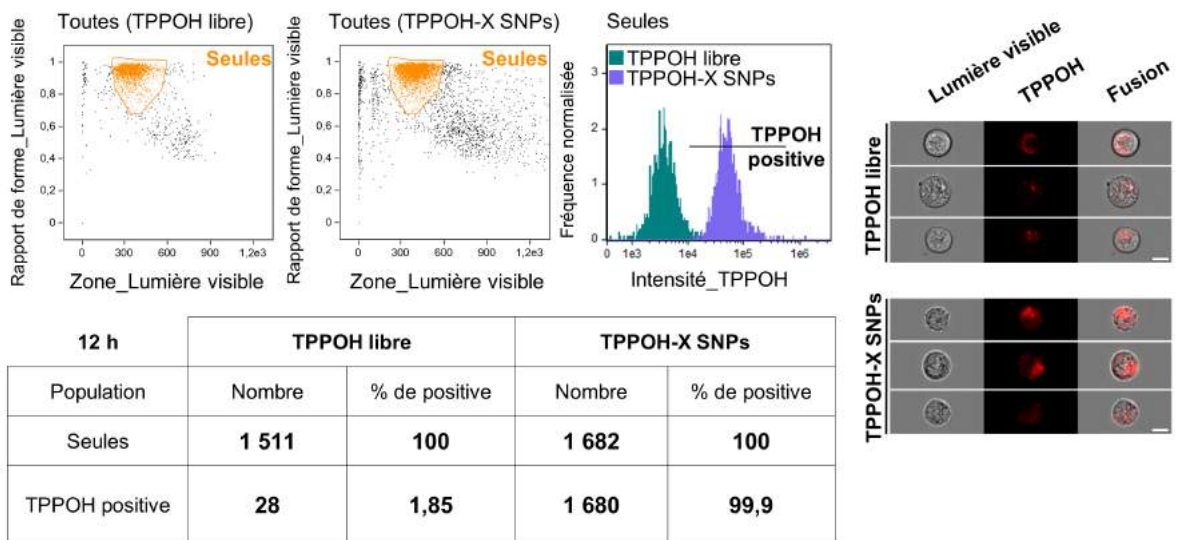 Toutes (TPPOH libre)
Seules
Rapport de forme_Lumière visible
1
0,8
0,6
0,4
0,2
0
0
300
600
900
1,2e3
Zone_Lumière visible
Toutes (TPPOH-X SNPs)
Seules
Rapport de forme_Lumière visible
1
0,8
0,6
0,4
0,2
0
0
300
600
900
1,2e3
Zone_Lumière visible
Seules
TPPOH libre
TPPOH-X SNPs
TPPOH
positive
Fréquence normalisée
3
2
1
0
0
1e3
1e4
1e5
1e6
Intensité_TPPOH
Lumière visible
TPPOH
Fusion
TPPOH libre
TPPOH-X SNPs
12 h TPPOH libre TPPOH-X SNPs
Population Nombre % de positive Nombre % de positive
Seules 1 511 100 1 682 100
TPPOH positive 28 1,85 1 680 99,9